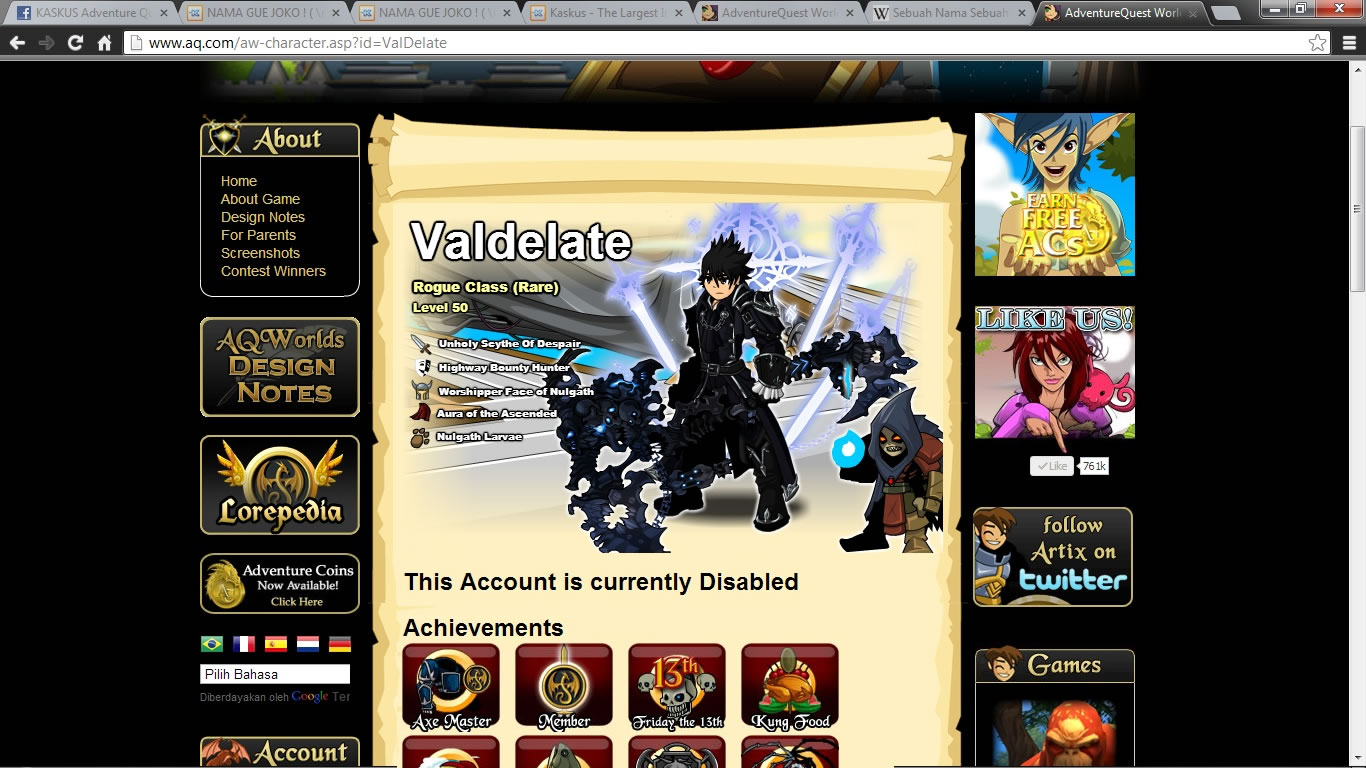 KASKUS Adventure Q
NAMA GUE JOKO ! (
NAMA GUE JOKO ! (
Kaskus - The Largest
AdventureQuest Worl
Sebuah Nama Sebuah
AdventureQuest Worl
www.aq.com/aw-character.asp?id=ValDelate
About
Home
About Game
Design Notes
For Parents
Screenshots
Contest Winners
AQWorlds
DESIGN
NOTES
Lorepedia
Adventure Coins
Now Available!
Click Here
Pilih Bahasa
Diberdayakan oleh Google Ter
Account
Valdelate
Rogue Class (Rare)
Level 50
Unholy Scythe Of Despair
Highway Bounty Hunter
Worshipper Face of Nulgath
Aura of the Ascended
Nulgath Larvae
This Account is currently Disabled
Achievements
Axe Master
Member
13th
Friday the 13th
Kung Food
EARN
FREE
ACs
LIKE US!
Like
761k
follow
Artix on
twitter
Games